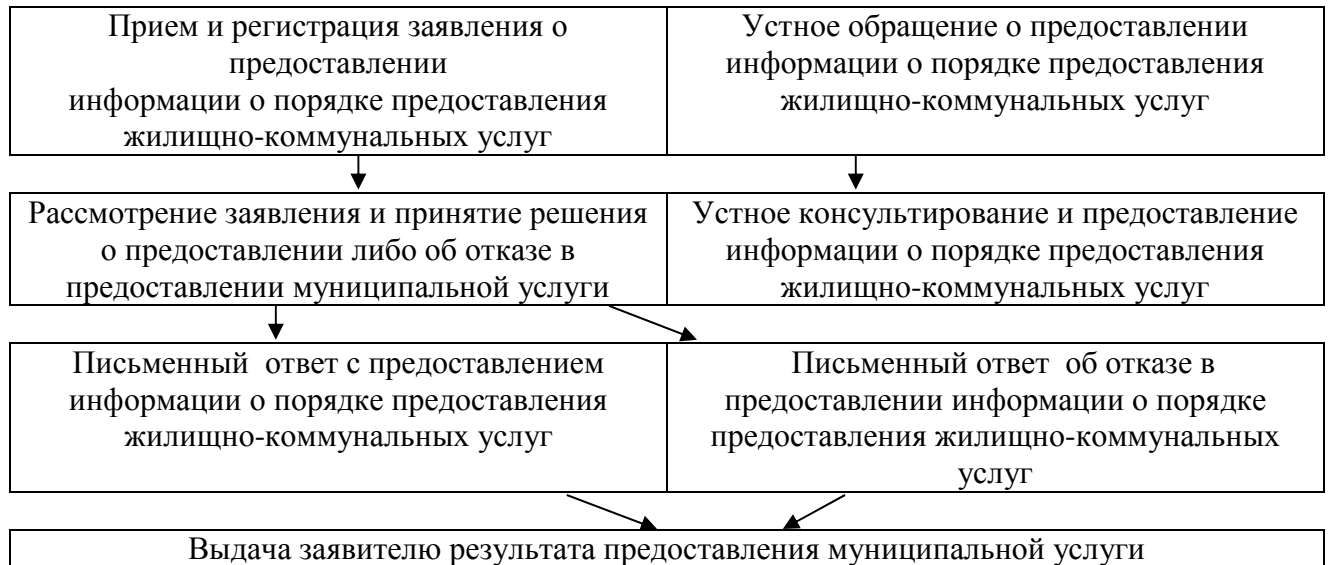 Прием и регистрация заявления о
предоставлении
информации о порядке предоставления
жилищно-коммунальных услуг
Устное обращение о предоставлении
информации о порядке предоставления
жилищно-коммунальных услуг
Рассмотрение заявления и принятие решения
о предоставлении либо об отказе в
предоставлении муниципальной услуги
Устное консультирование и предоставление
информации о порядке предоставления
жилищно-коммунальных услуг
Письменный  ответ с предоставлением
информации о порядке предоставления
жилищно-коммунальных услуг
Письменный ответ  об отказе в
предоставлении информации о порядке
предоставления жилищно-коммунальных
услуг
Выдача заявителю результата предоставления муниципальной услуги